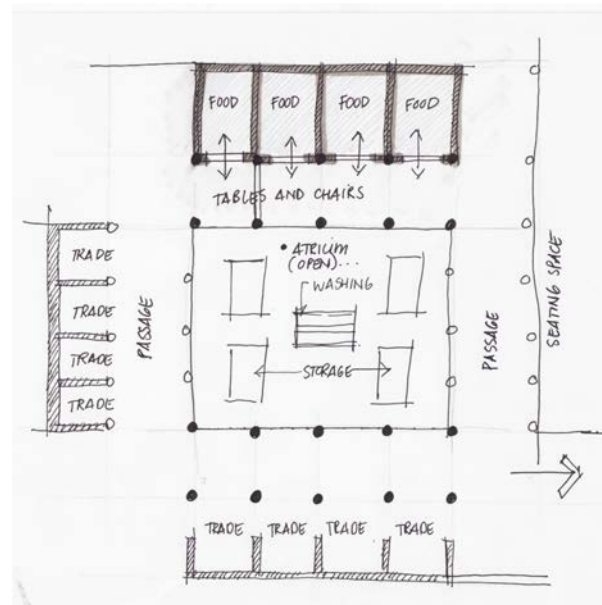 FOOD FOOD FOOD FOOD
TABLES AND CHAIRS
ATRIUM
(OPEN)...
WASHING
STORAGE
TRADE
TRADE
TRADE
TRADE
PASSAGE
PASSAGE
SEATING SPACE
TRADE TRADE TRADE TRADE